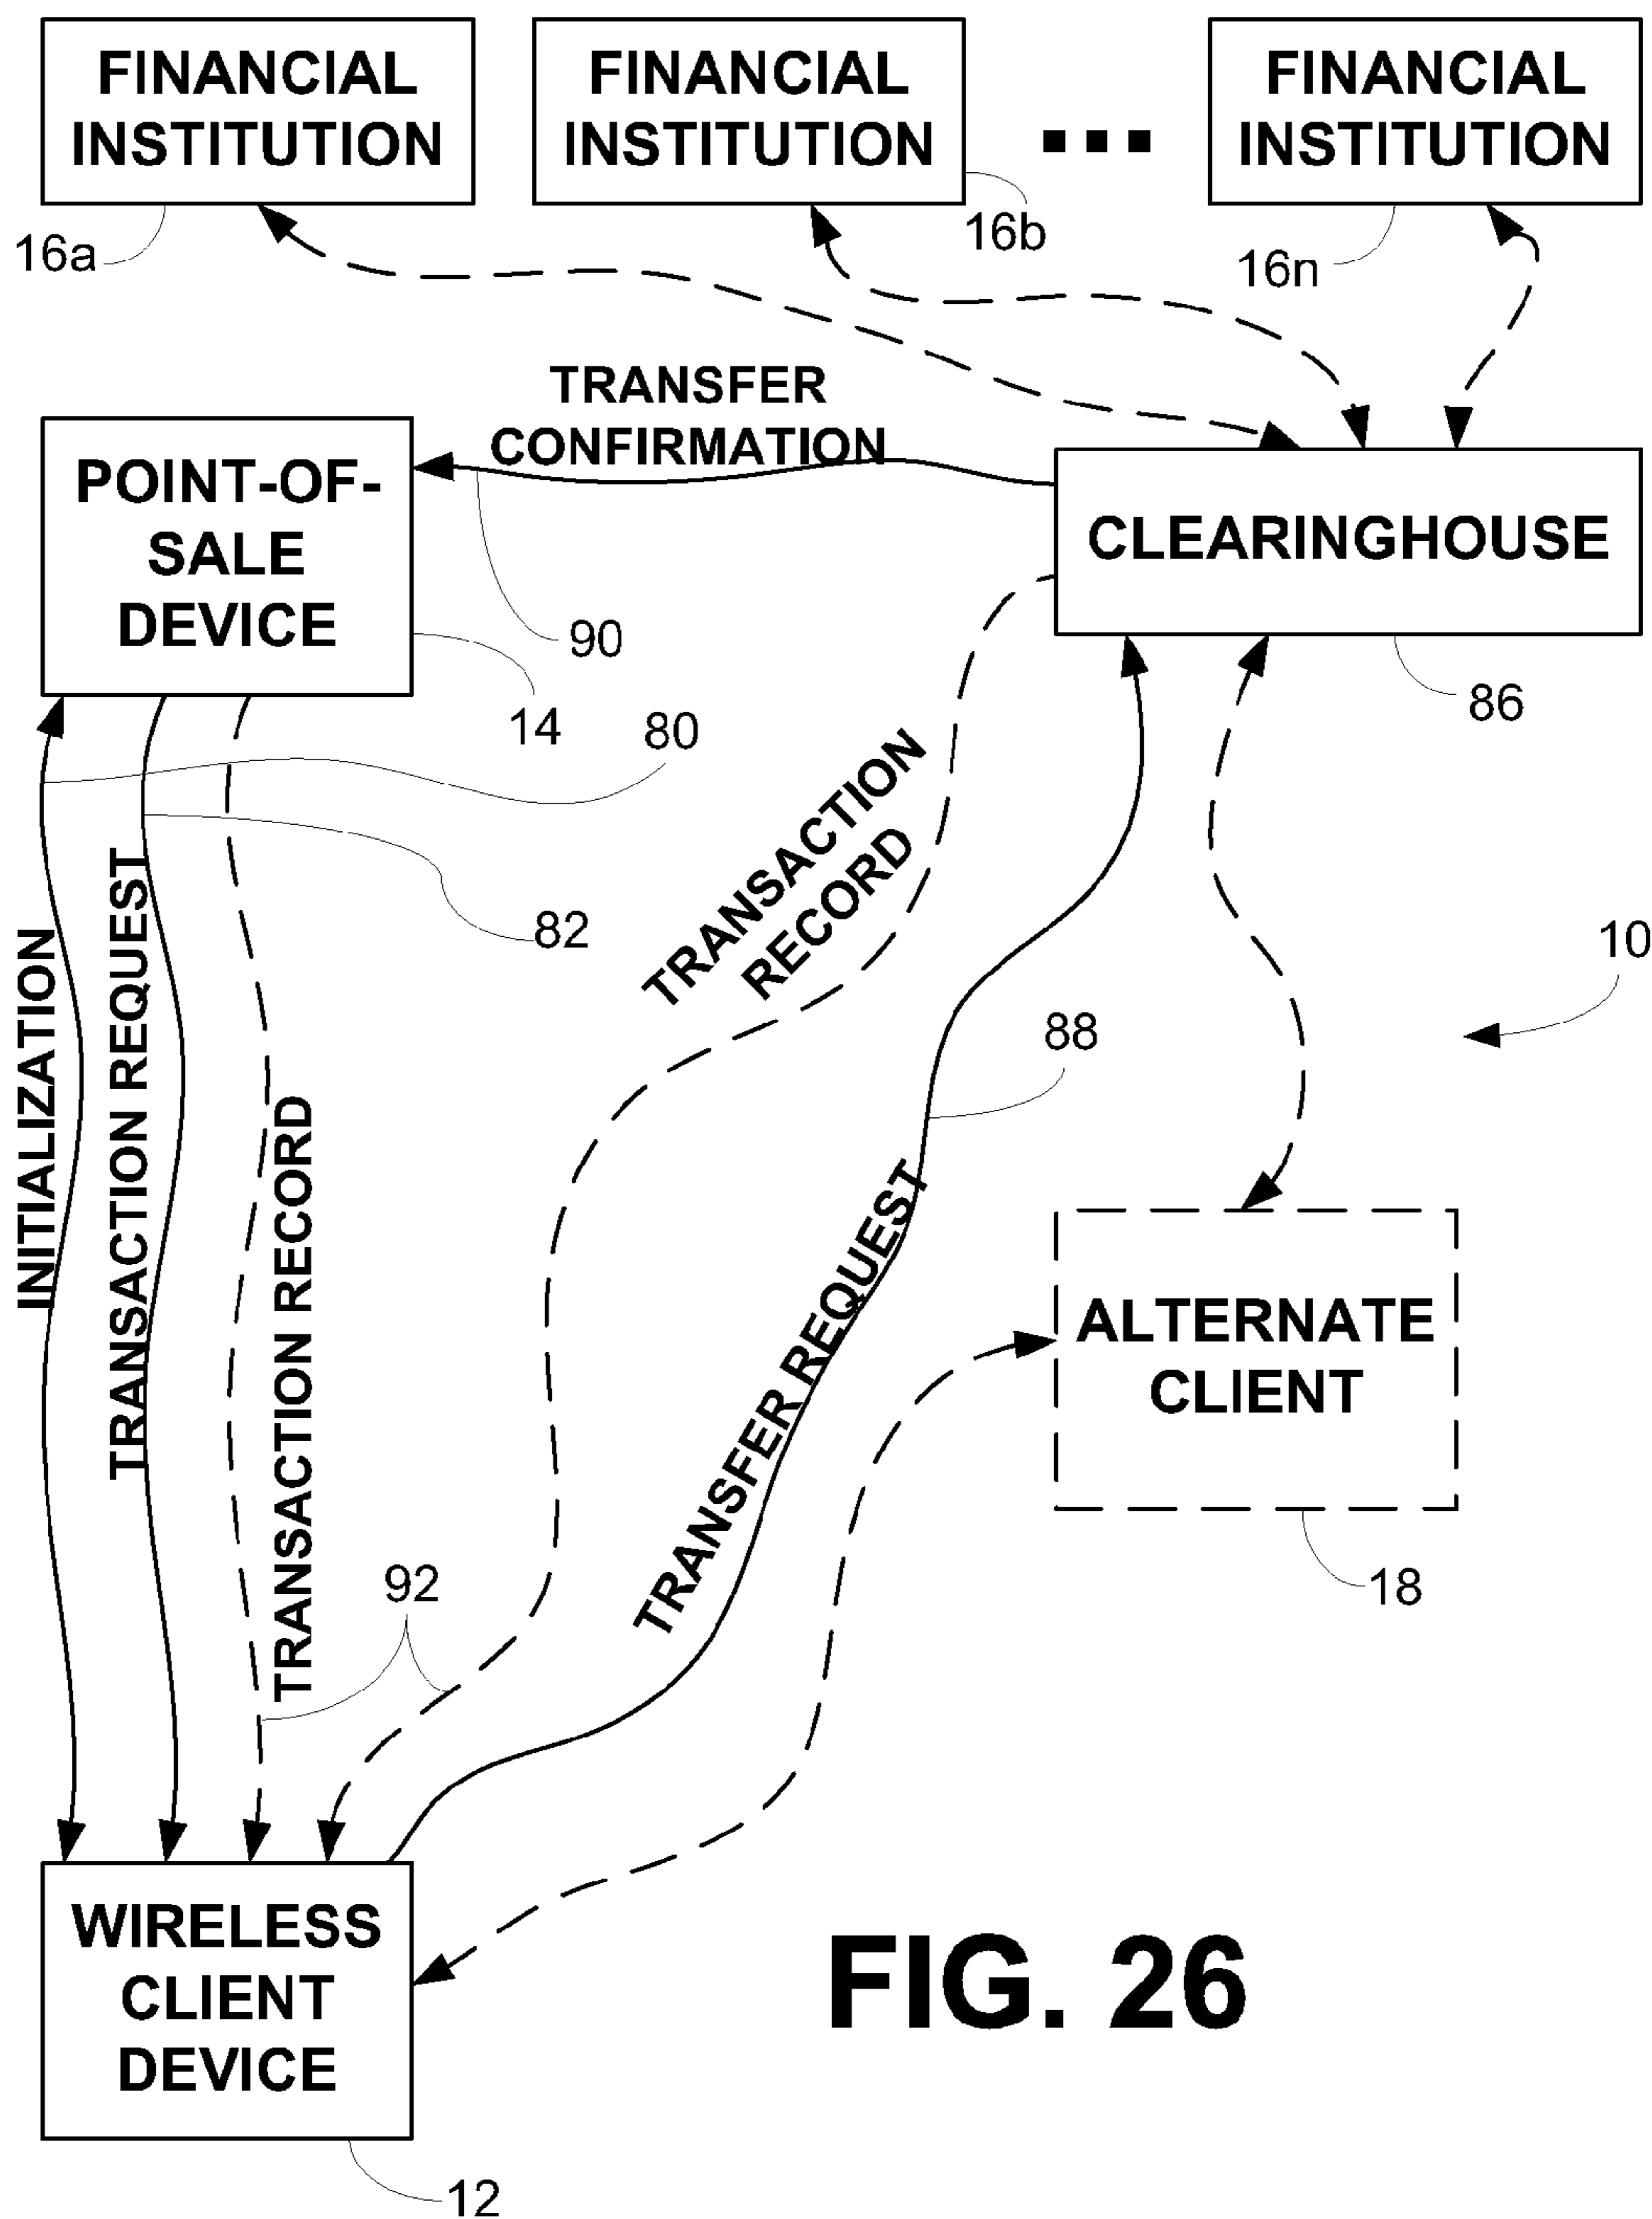 FINANCIAL
INSTITUTION
FINANCIAL
INSTITUTION
FINANCIAL
INSTITUTION
16a
16b
16n
TRANSFER
CONFIRMATION
POINT-OF-
SALE
DEVICE
CLEARINGHOUSE
90
14
80
86
82
INITIALIZATION
TRANSACTION REQUEST
TRANSACTION RECORD
TRANSACTION
RECORD
10
88
TRANSFER REQUEST
ALTERNATE
CLIENT
18
92
WIRELESS
CLIENT
DEVICE
12
FIG. 26